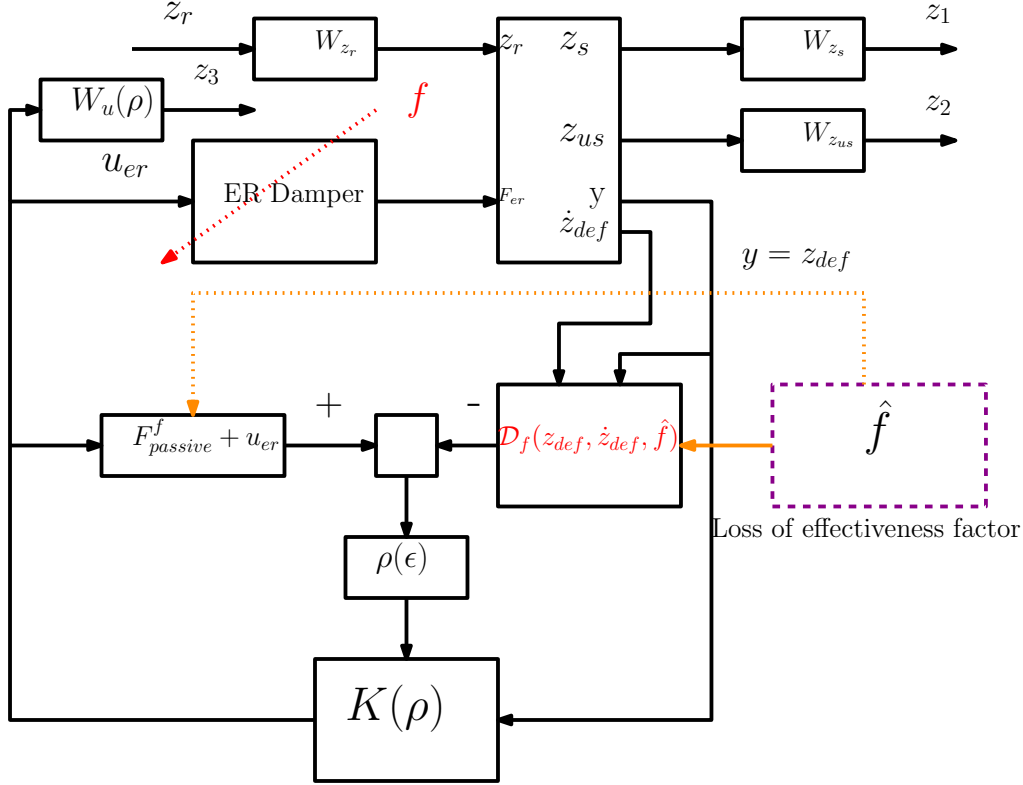 z_r
W_{z_r}
z_r
z_s
W_{z_s}
z_1
z_3
W_u(ρ)
f
z_{us}
W_{z_{us}}
z_2
u_{er}
ER Damper
F_{er}
y
ż_{def}
y = z_{def}
+
-
F^f_{passive} + u_{er}
𝒟_f(z_{def}, ż_{def}, f̂)
f̂
Loss of effectiveness factor
ρ(ϵ)
K(ρ)